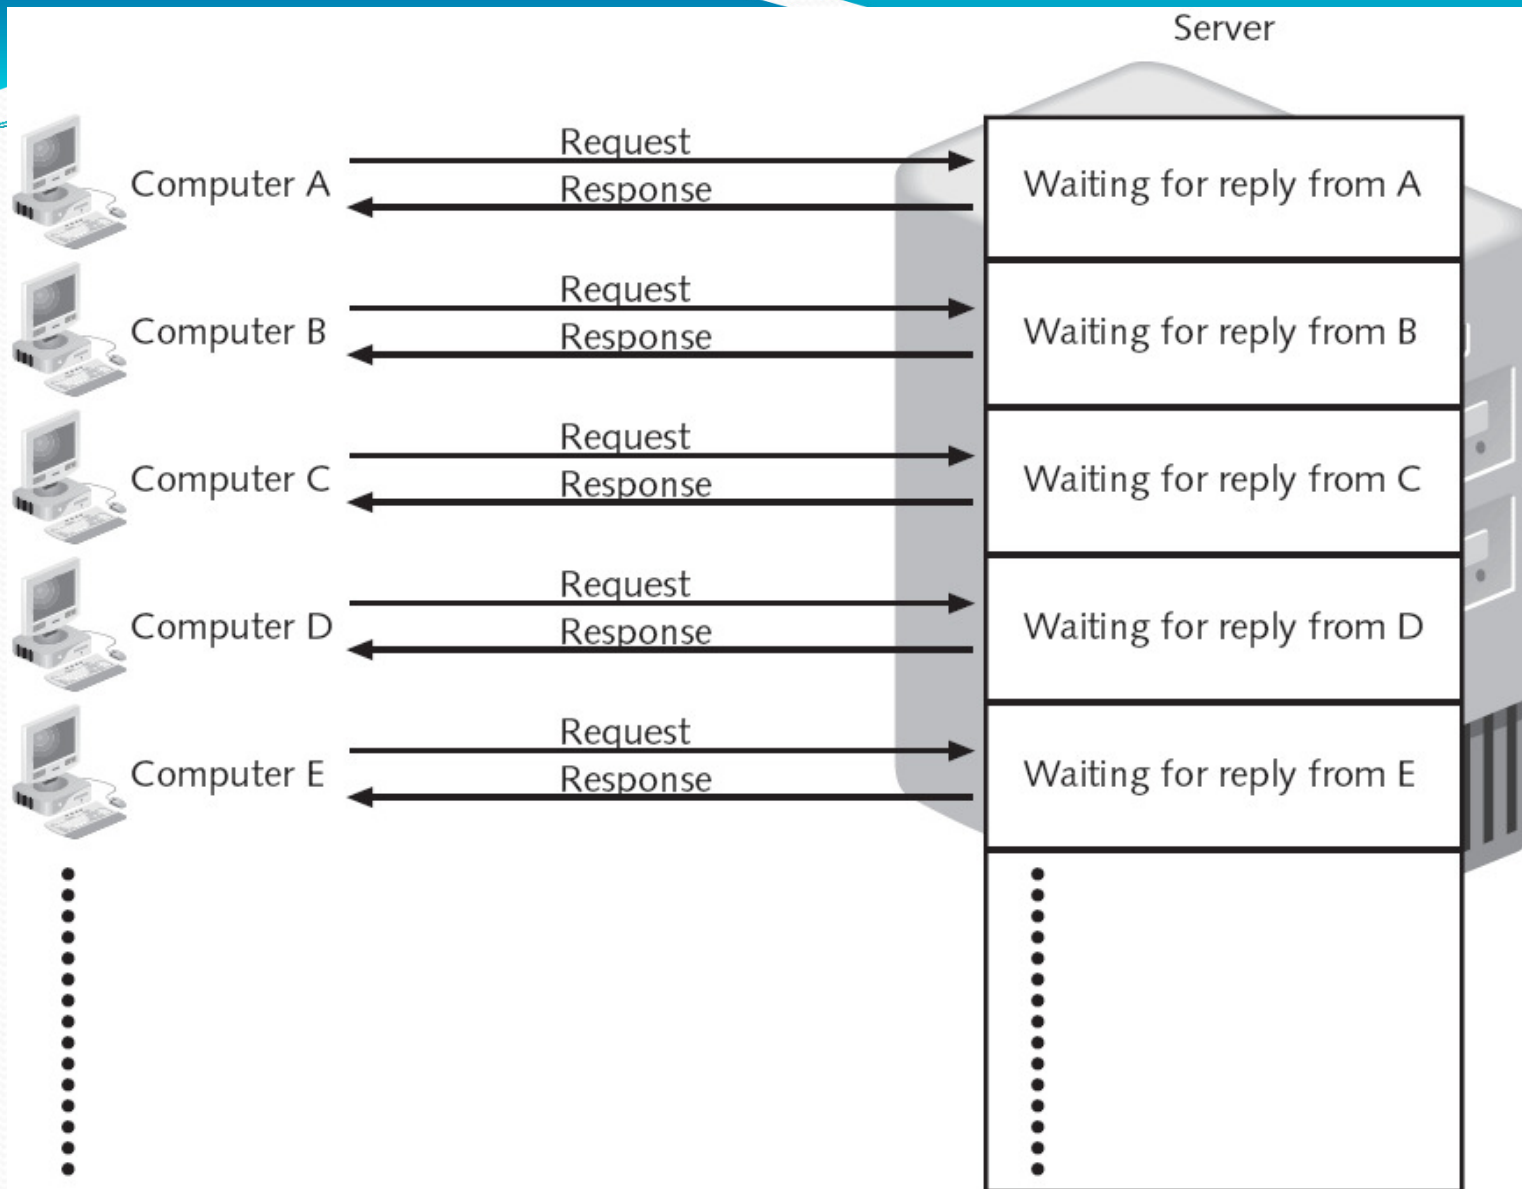 Server
Request
Computer A
Response
Waiting for reply from A
Request
Computer B
Response
Waiting for reply from B
Request
Computer C
Response
Waiting for reply from C
Request
Computer D
Response
Waiting for reply from D
Request
Computer E
Response
Waiting for reply from E